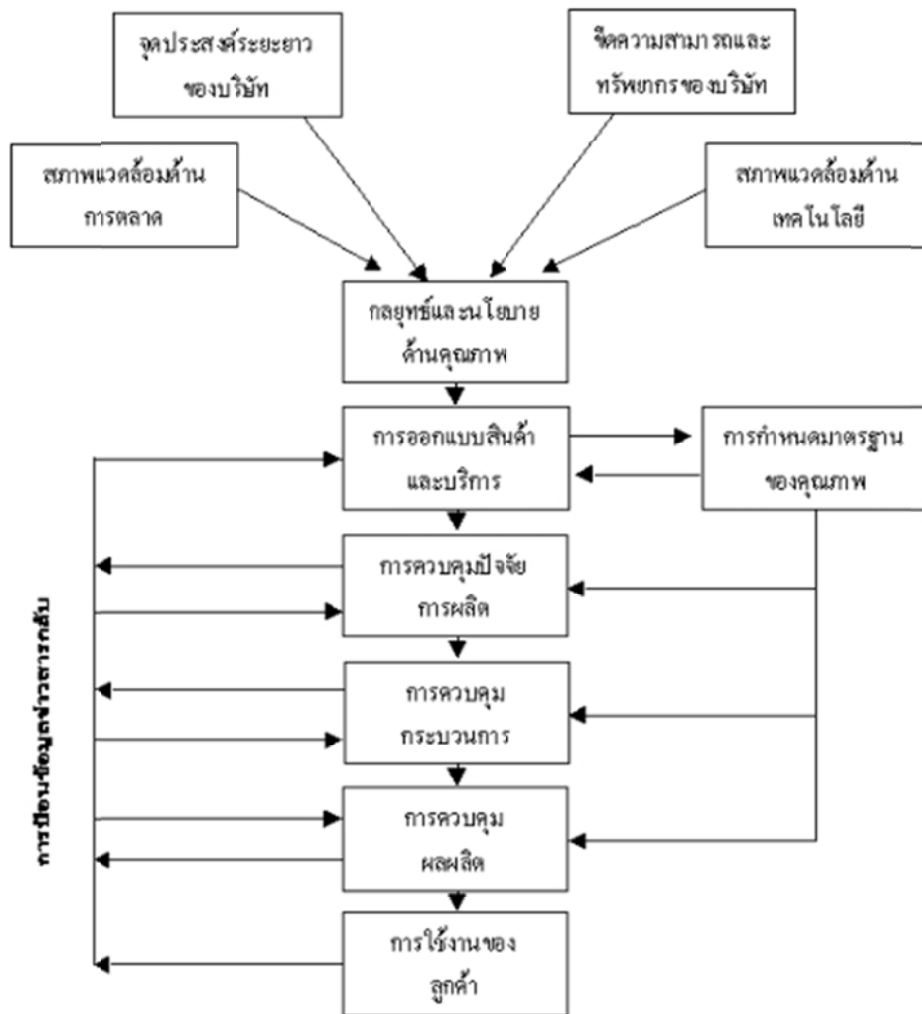 จุดประสงค์ระยะยาว
ของบริษัท
ขีดความสามารถและ
ทรัพยากรของบริษัท
สภาพแวดล้อมด้าน
การตลาด
สภาพแวดล้อมด้าน
เทคโนโลยี
กลยุทธ์และนโยบาย
ด้านคุณภาพ
การออกแบบสินค้า
และบริการ
การกำหนดมาตรฐาน
ของคุณภาพ
การควบคุมปัจจัย
การผลิต
การควบคุม
กระบวนการ
การควบคุม
ผลผลิต
การใช้งานของ
ลูกค้า
การป้อนข้อมูลข่าวสารกลับ